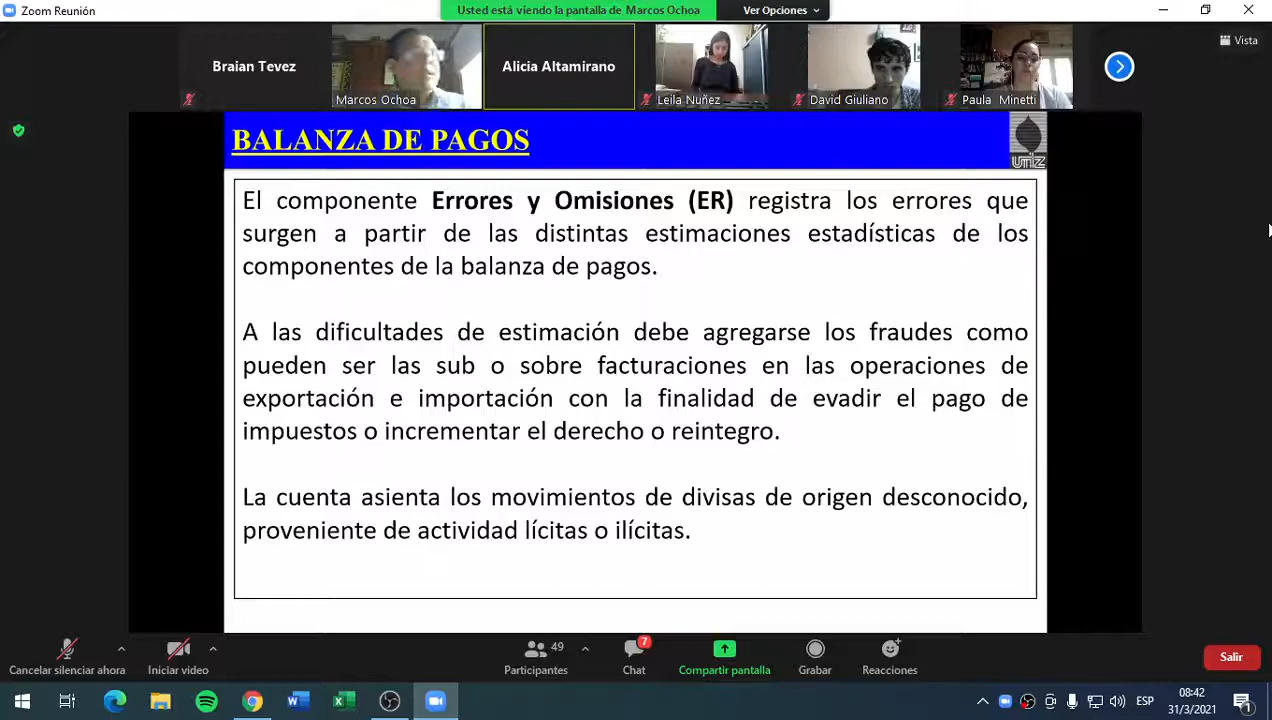 Zoom Reunión
Usted está viendo la pantalla de Marcos Ochoa
Ver Opciones
Vista
Braian Tevez
Marcos Ochoa
Alicia Altamirano
Leila Nuñez
David Giuliano
Paula Minetti
BALANZA DE PAGOS
El componente Errores y Omisiones (ER) registra los errores que
surgen a partir de las distintas estimaciones estadísticas de los
componentes de la balanza de pagos.
A las dificultades de estimación debe agregarse los fraudes como
pueden ser las sub o sobre facturaciones en las operaciones de
exportación e importación con la finalidad de evadir el pago de
impuestos o incrementar el derecho o reintegro.
La cuenta asienta los movimientos de divisas de origen desconocido,
proveniente de actividad lícitas o ilícitas.
Cancelar silenciar ahora
Iniciar video
49
Participantes
7
Chat
Compartir pantalla
Grabar
Reacciones
Salir
ESP
08:42
31/3/2021
1